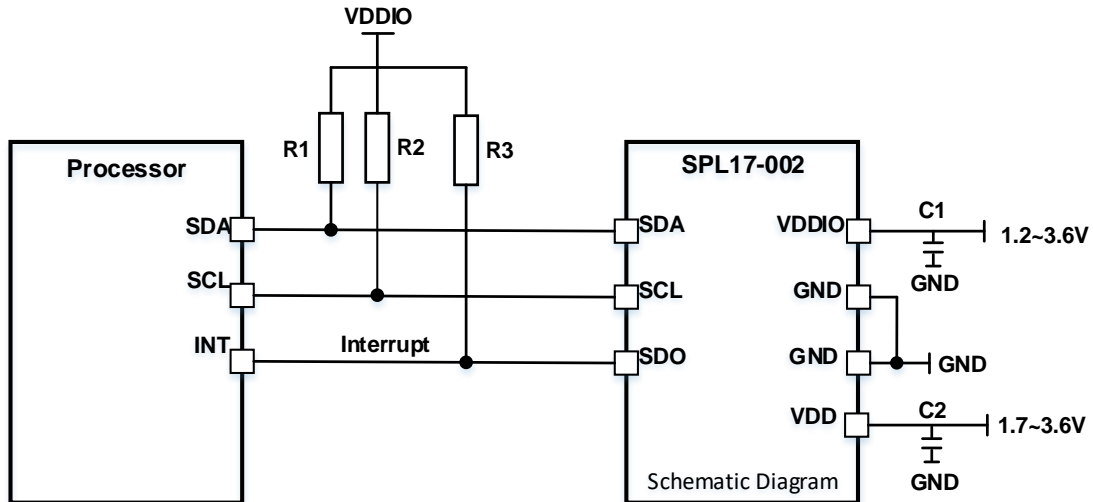 VDDIO
R1
R2
R3
Processor
SPL17-002
SDA
SCL
INT
Interrupt
SDA
SCL
SDO
VDDIO
GND
GND
VDD
C1
1.2~3.6V
GND
GND
C2
1.7~3.6V
GND
Schematic Diagram